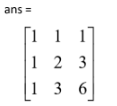 ans =
1 1 1
1 2 3
1 3 6